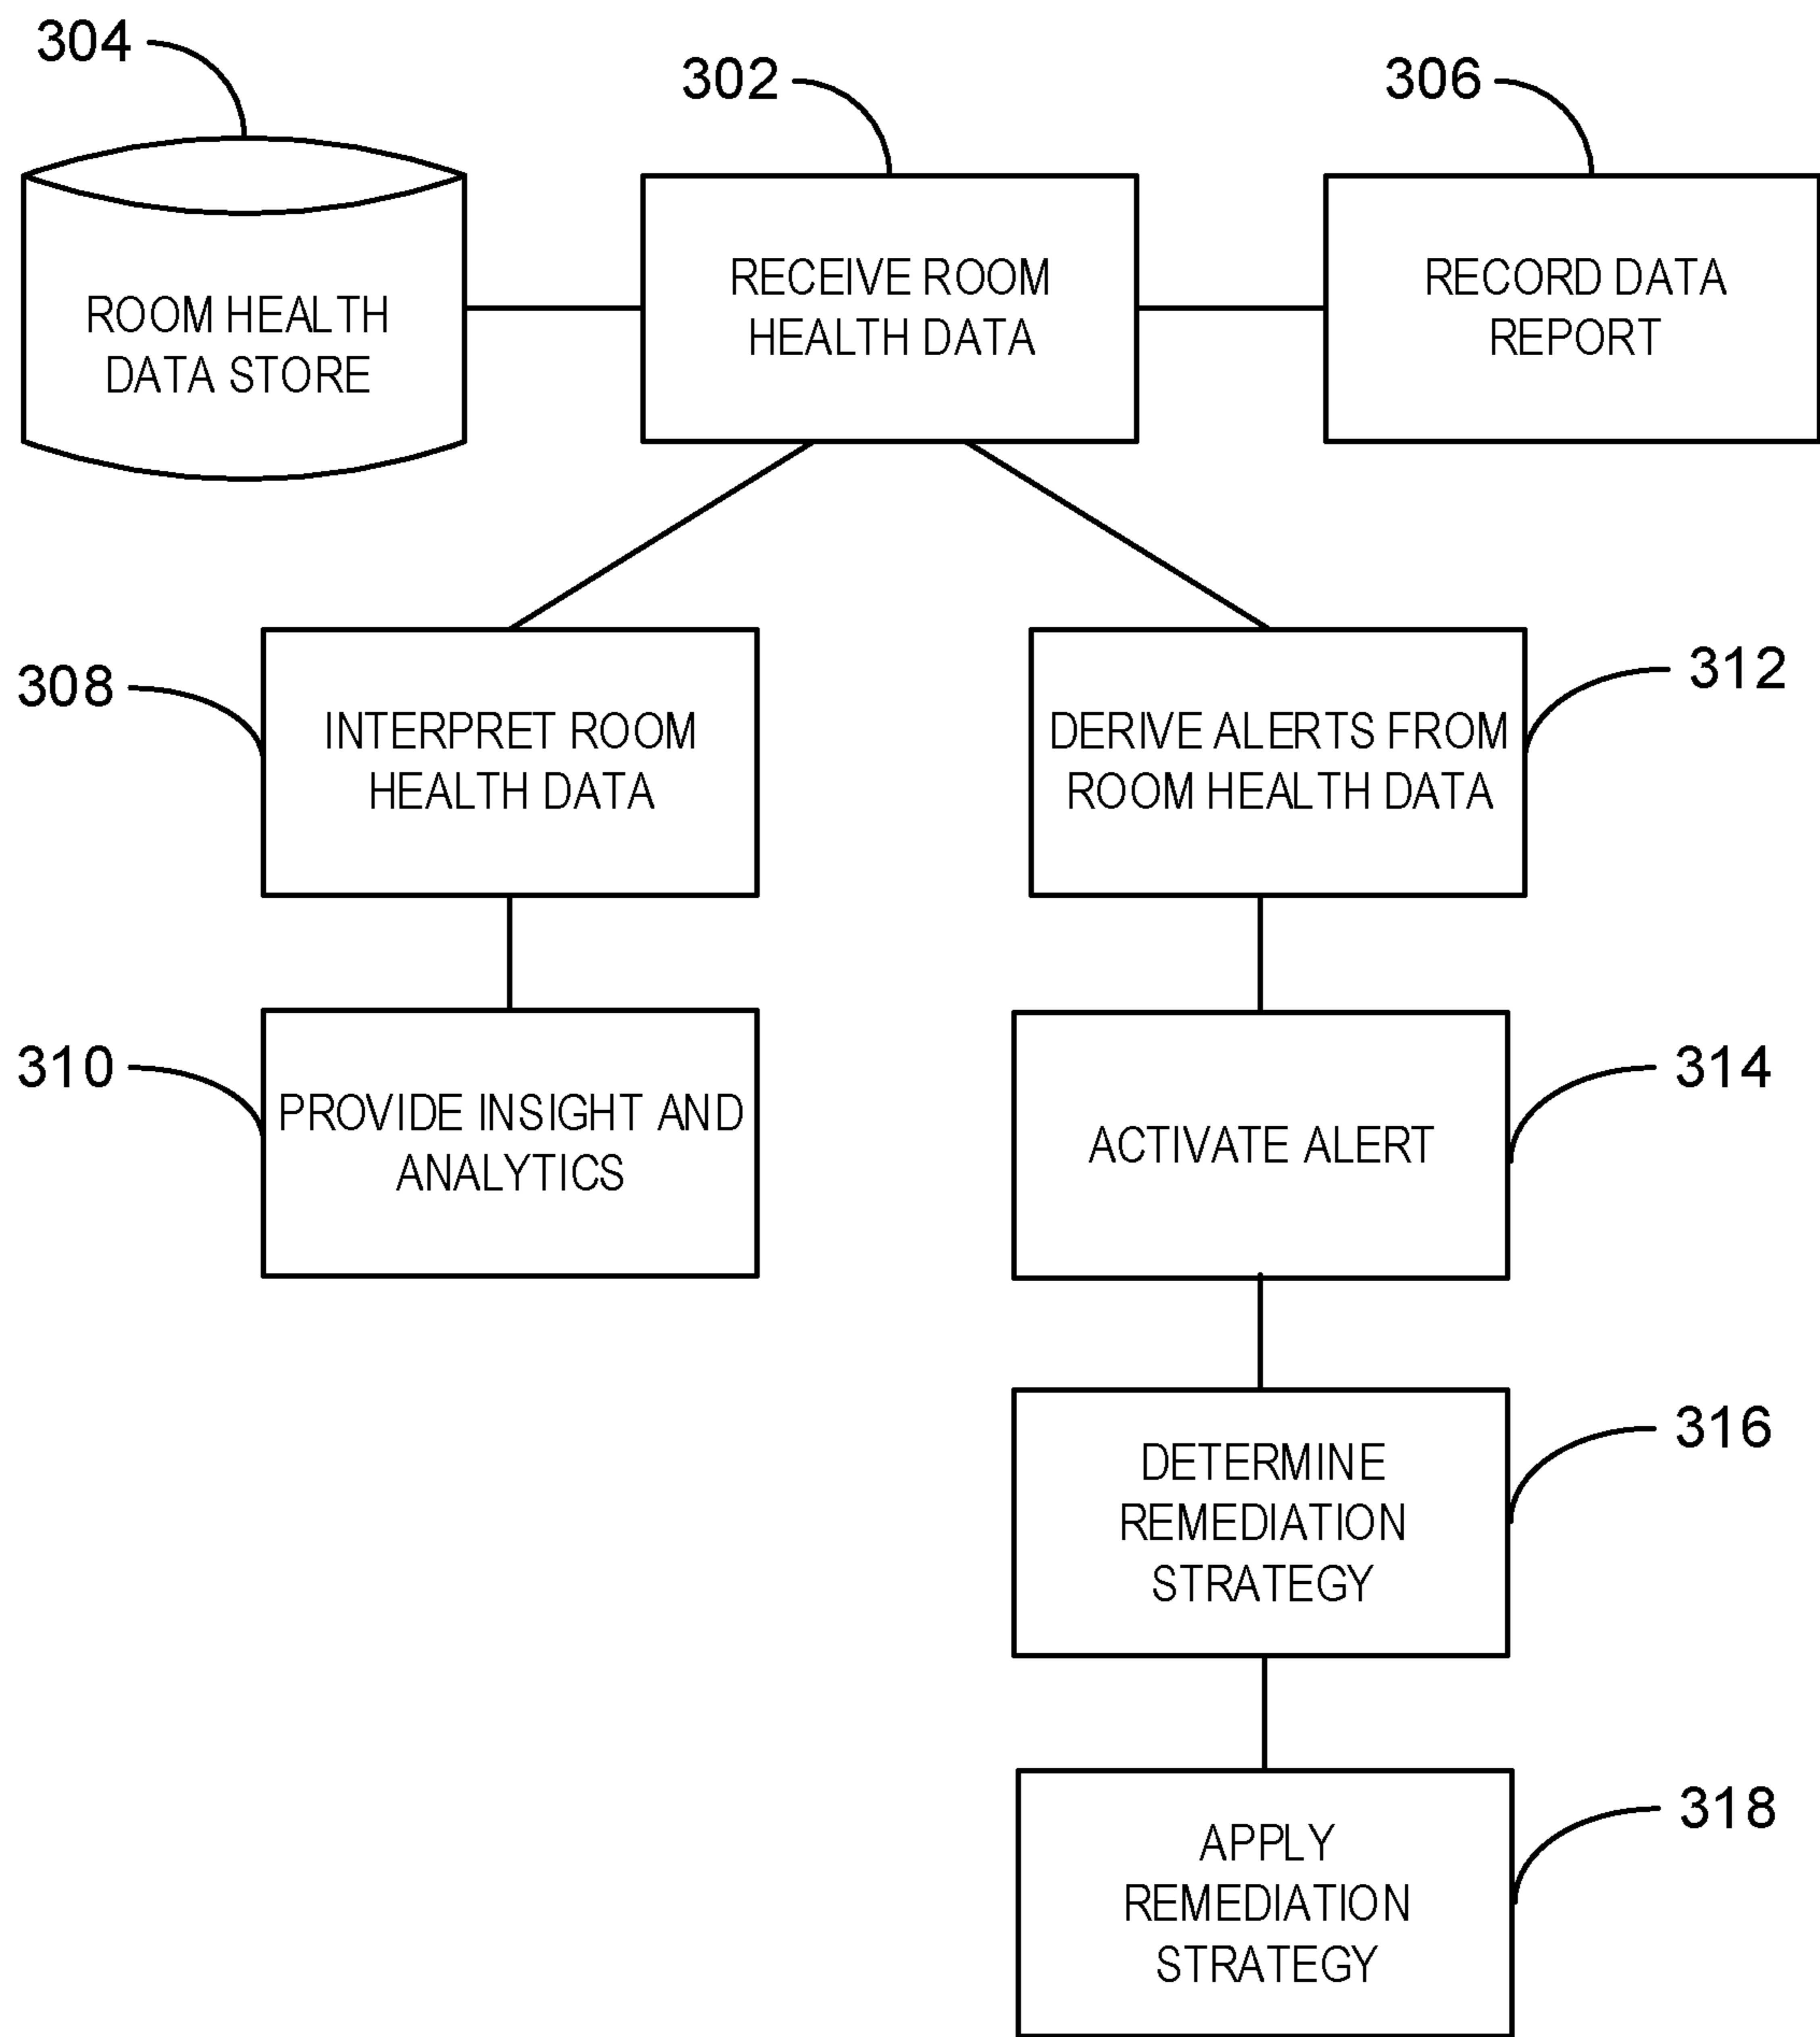 304
302
306
ROOM HEALTH
DATA STORE
RECEIVE ROOM
HEALTH DATA
RECORD DATA
REPORT
308
INTERPRET ROOM
HEALTH DATA
312
DERIVE ALERTS FROM
ROOM HEALTH DATA
310
PROVIDE INSIGHT AND
ANALYTICS
314
ACTIVATE ALERT
316
DETERMINE
REMEDIATION
STRATEGY
318
APPLY
REMEDIATION
STRATEGY